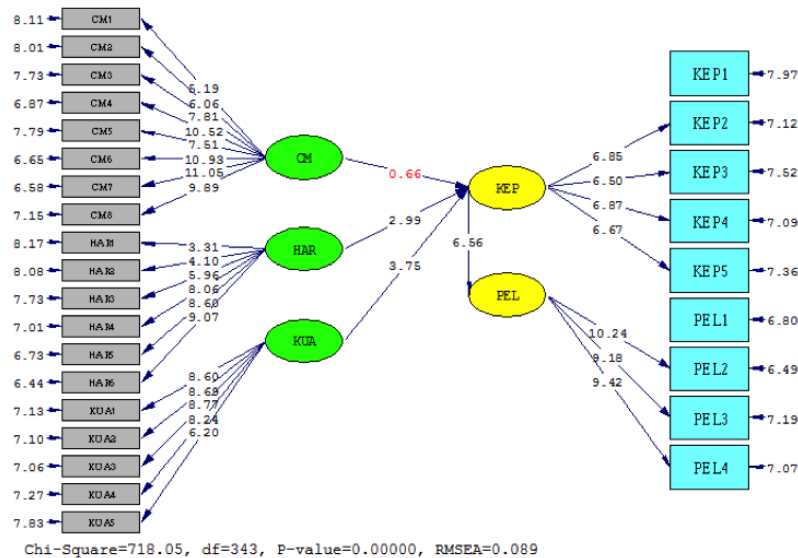 8.11 CM1
8.01 CM2
7.73 CM3
6.87 CM4
7.79 CM5
6.65 CM6
6.58 CM7
7.15 CM8
8.17 HAR1
8.08 HAR2
7.73 HAR3
7.01 HAR4
6.73 HAR5
6.44 HAR6
7.13 KUA1
7.10 KUA2
7.06 KUA3
7.27 KUA4
7.83 KUA5
5.19
6.06
7.81
10.52
7.51
10.93
11.05
9.89
3.31
4.10
5.96
8.06
8.60
9.07
8.60
8.69
8.77
8.24
6.20
CM
HAR
KUA
0.66
2.99
3.75
KEP
6.56
PEL
6.85
6.50
6.87
6.67
10.24
9.18
9.42
KEP1 7.97
KEP2 7.12
KEP3 7.52
KEP4 7.09
KEP5 7.36
PEL1 6.80
PEL2 6.49
PEL3 7.19
PEL4 7.07
Chi-Square=718.05, df=343, P-value=0.00000, RMSEA=0.089